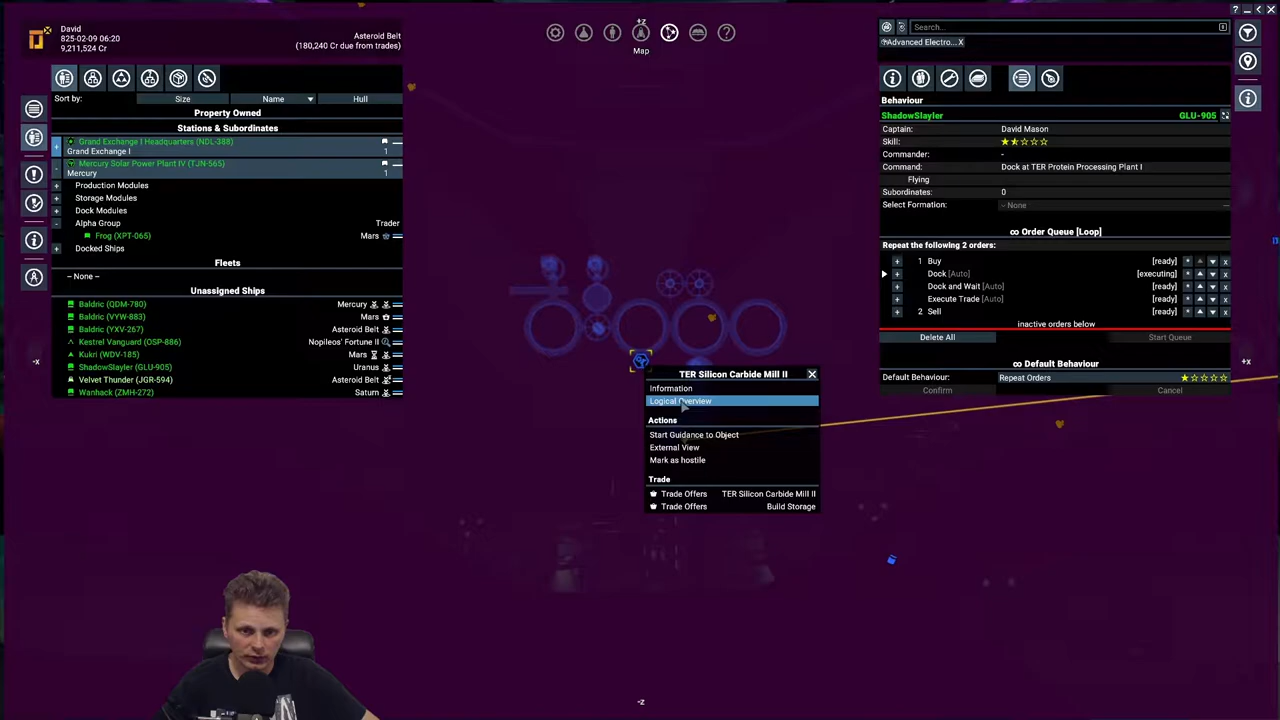 David
825-02-09 06:20
9,211,524 Cr
Asteroid Belt
(180,240 Cr due from trades)
Sort by:
Size
Name
Hull
Property Owned
Stations & Subordinates
Grand Exchange I Headquarters (NDL-388)
Grand Exchange I
1
Mercury Solar Power Plant IV (TJN-565)
Mercury
1
+ Production Modules
+ Storage Modules
+ Dock Modules
- Alpha Group
Trader
Frog (XPT-065)
Mars
+ Docked Ships
Fleets
-- None --
Unassigned Ships
Baldric (QDM-780)
Mercury
Baldric (VYW-883)
Mars
Baldric (YXV-267)
Asteroid Belt
Kestrel Vanguard (OSP-886)
Nopileos' Fortune II
Kukri (WDV-185)
Mars
ShadowSlayler (GLU-905)
Uranus
Velvet Thunder (JGR-594)
Asteroid Belt
Wanhack (ZMH-272)
Saturn
+z
Map
-x
+x
-z
TER Silicon Carbide Mill II
X
Information
Logical Overview
Actions
Start Guidance to Object
External View
Mark as hostile
Trade
Trade Offers TER Silicon Carbide Mill II
Trade Offers Build Storage
Search...
Advanced Electro... X
Behaviour
ShadowSlayler
GLU-905
Captain: David Mason
Skill:
Commander: -
Command: Dock at TER Protein Processing Plant I
Flying
Subordinates: 0
Select Formation: - None
∞ Order Queue [Loop]
Repeat the following 2 orders:
+ 1 Buy [ready] x
+ Dock [Auto] [executing] x
+ Dock and Wait [Auto] [ready] x
+ Execute Trade [Auto] [ready] x
+ 2 Sell [ready] x
inactive orders below
Delete All
Start Queue
∞ Default Behaviour
Default Behaviour: Repeat Orders
Confirm
Cancel